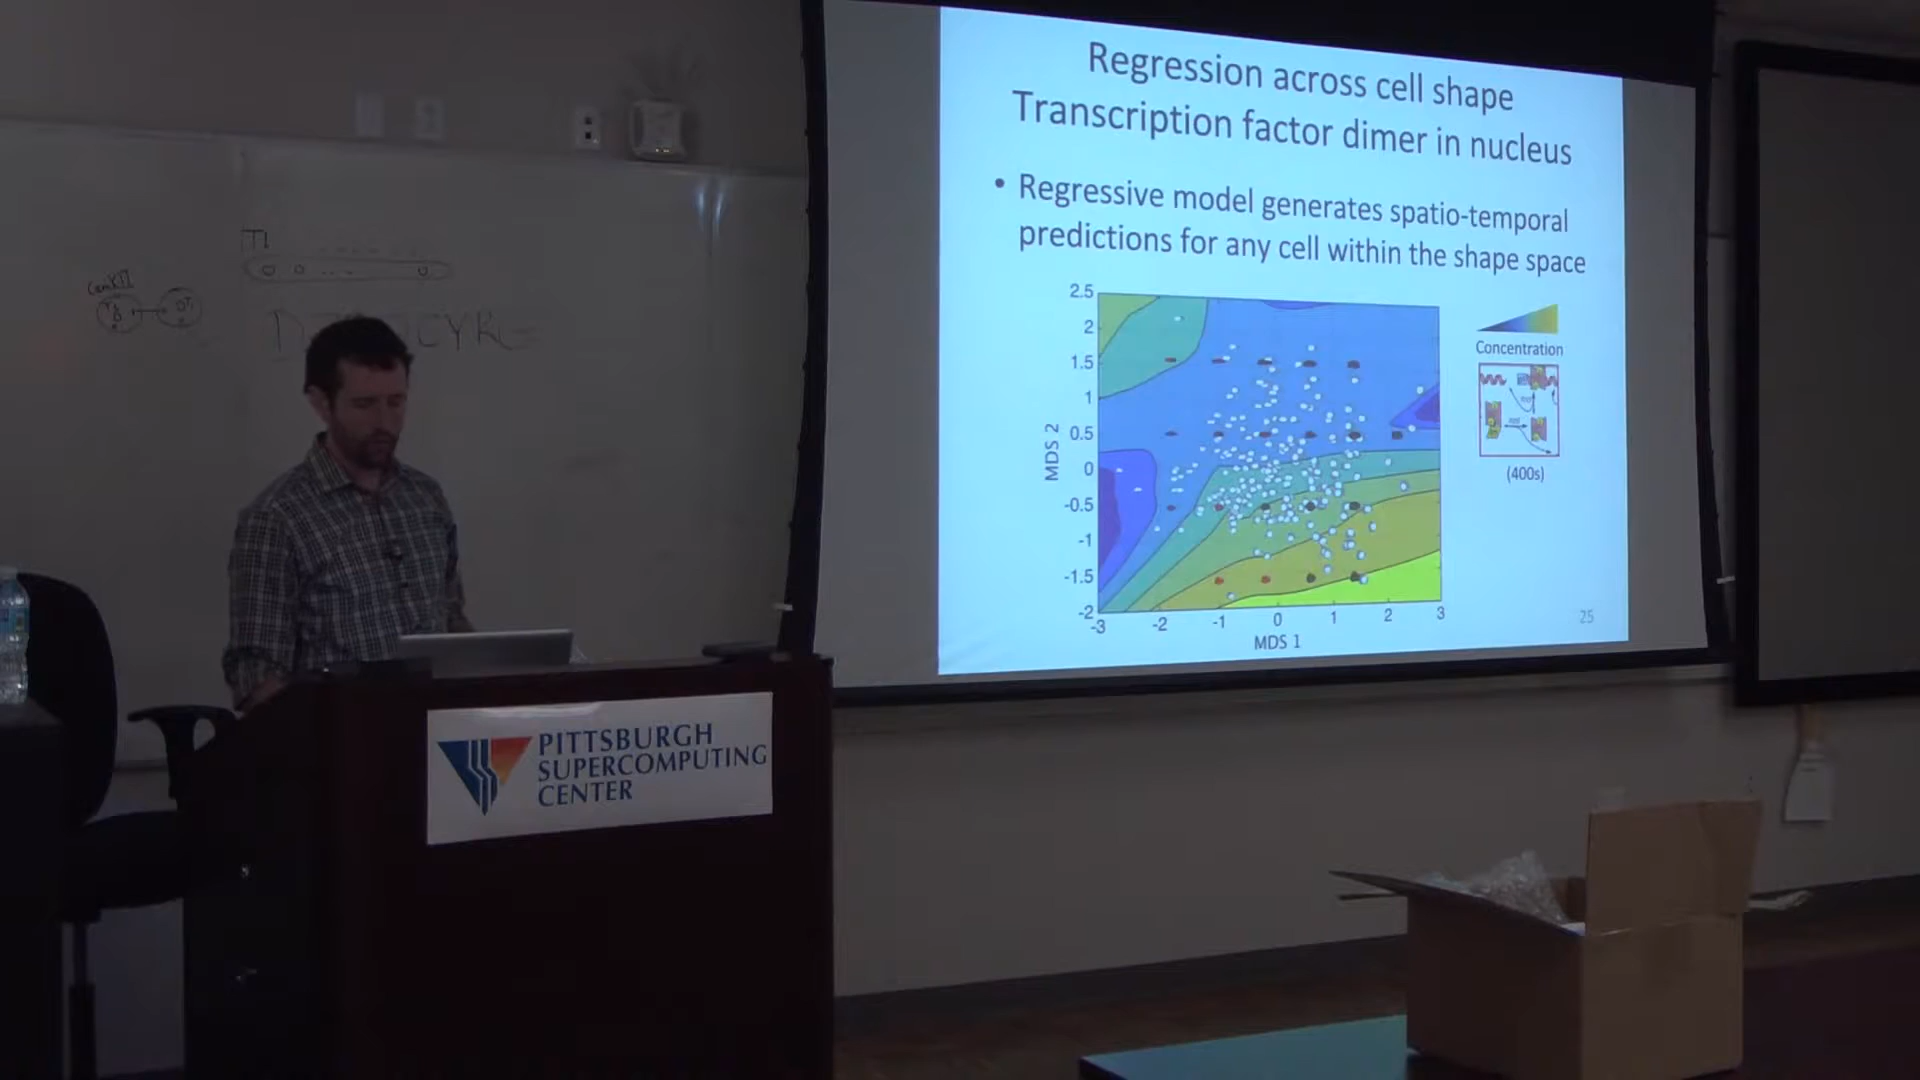 Regression across cell shape
Transcription factor dimer in nucleus
• Regressive model generates spatio-temporal
predictions for any cell within the shape space
2.5
2
1.5
1
0.5
0
-0.5
-1
-1.5
-2
MDS 2
-3
-2
-1
0
1
2
3
MDS 1
Concentration
(400s)
25
PITTSBURGH
SUPERCOMPUTING
CENTER